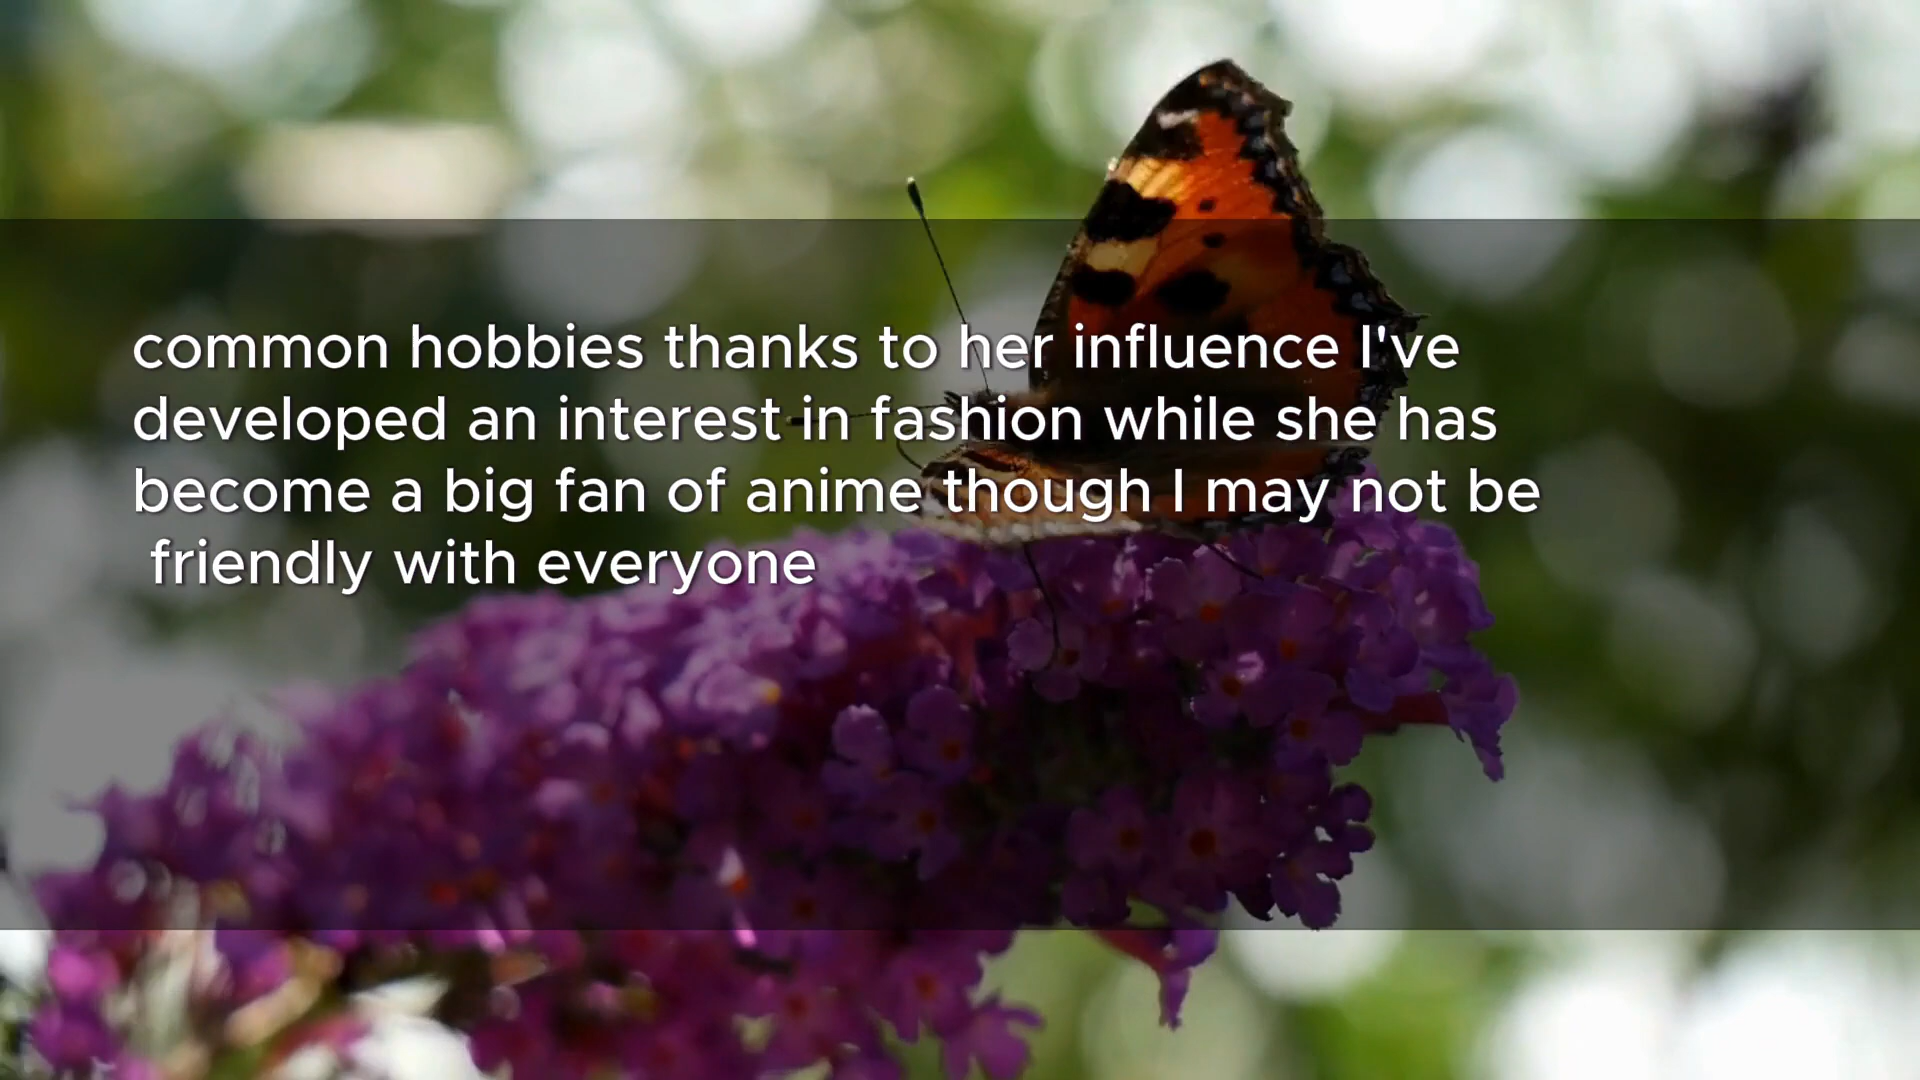 common hobbies thanks to her influence I've
developed an interest in fashion while she has
become a big fan of anime though I may not be
friendly with everyone